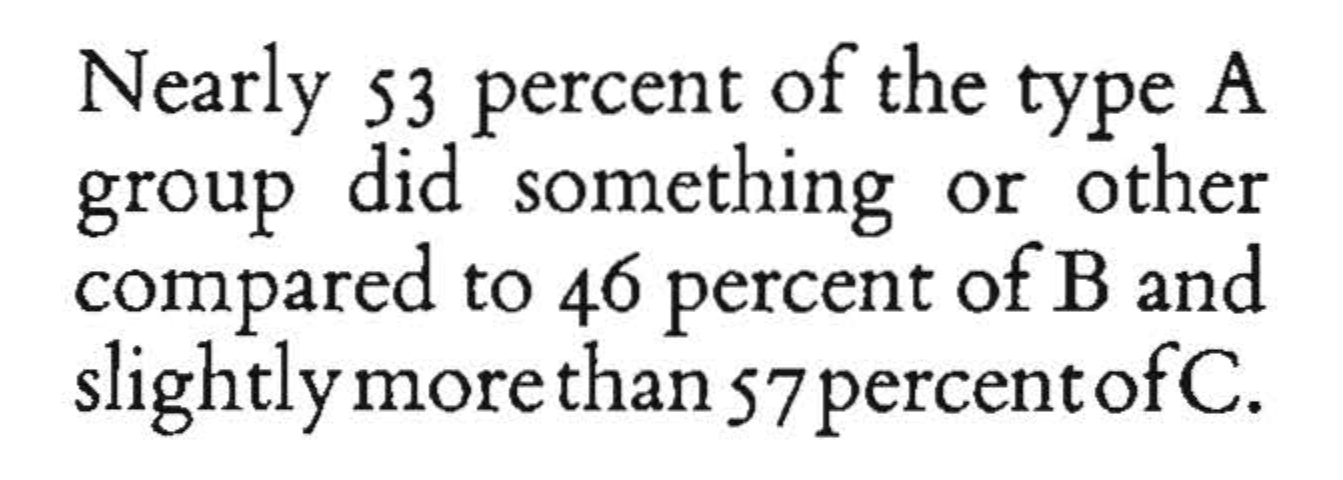 Nearly 53 percent of the type A
group did something or other
compared to 46 percent of B and
slightly more than 57 percent of C.